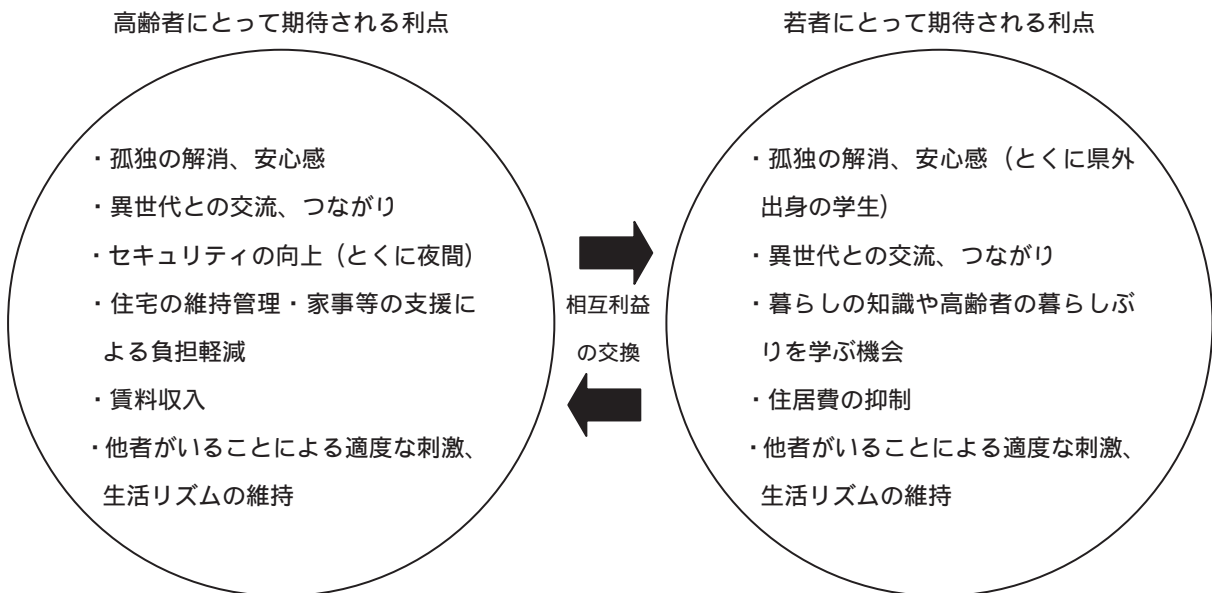 高齢者にとって期待される利点
・孤独の解消、安心感
・異世代との交流、つながり
・セキュリティの向上（とくに夜間）
・住宅の維持管理・家事等の支援に
よる負担軽減
・賃料収入
・他者がいることによる適度な刺激、
生活リズムの維持
相互利益
の交換
若者にとって期待される利点
・孤独の解消、安心感（とくに県外
出身の学生）
・異世代との交流、つながり
・暮らしの知識や高齢者の暮らしぶ
りを学ぶ機会
・住居費の抑制
・他者がいることによる適度な刺激、
生活リズムの維持